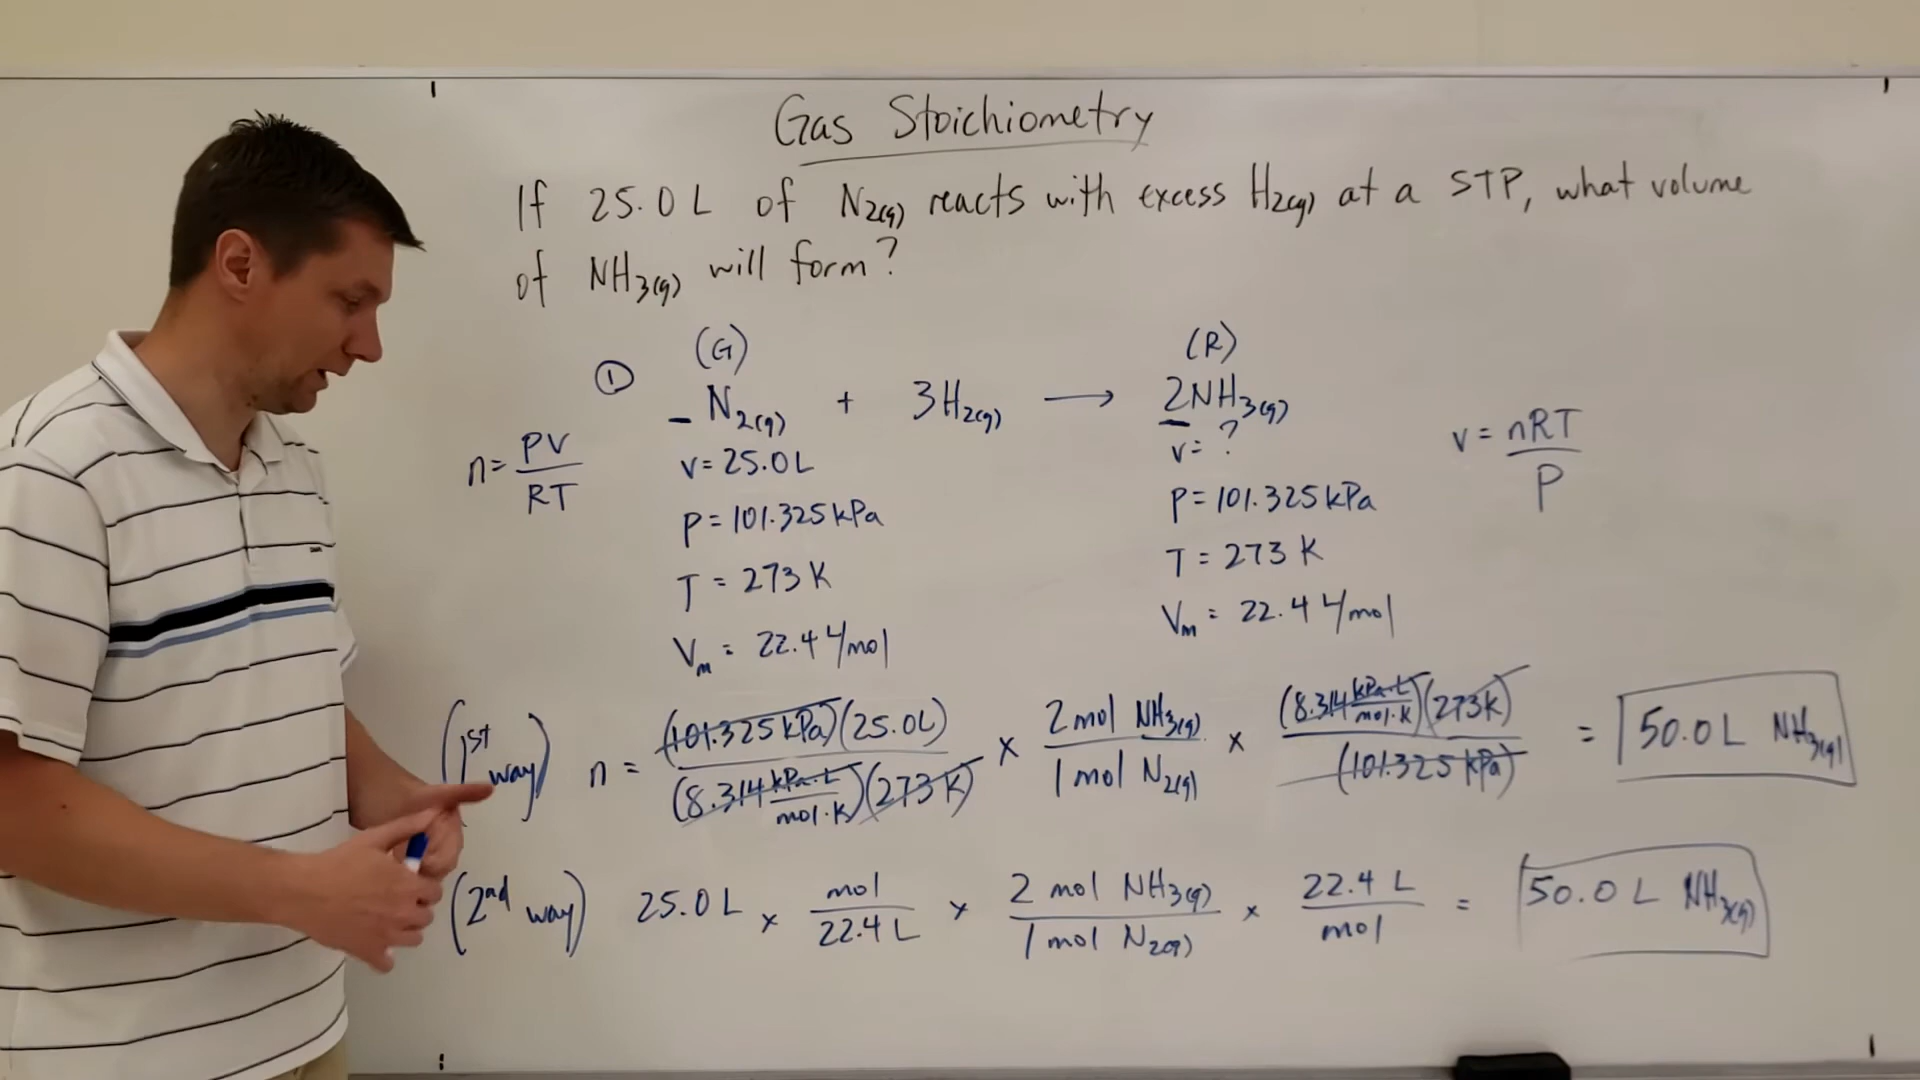 Gas Stoichiometry
If 25.0 L of N₂(g) reacts with excess H₂(g) at a STP, what volume
of NH₃(g) will form?
(G) (R)
① _ N₂(g) + 3H₂(g) → 2NH₃(g)
n = PV/RT
V = 25.0 L
P = 101.325 kPa
T = 273 K
Vm = 22.4 L/mol
V = ?
P = 101.325 kPa
T = 273 K
Vm = 22.4 L/mol
V = nRT/P
(1st way) n = (101.325 kPa)(25.0 L) / (8.314 kPa·L/mol·K)(273 K) × 2 mol NH₃(g) / 1 mol N₂(g) × (8.314 kPa·L/mol·K)(273 K) / (101.325 kPa) = 50.0 L NH₃(g)
(2nd way) 25.0 L × mol / 22.4 L × 2 mol NH₃(g) / 1 mol N₂(g) × 22.4 L / mol = 50.0 L NH₃(g)